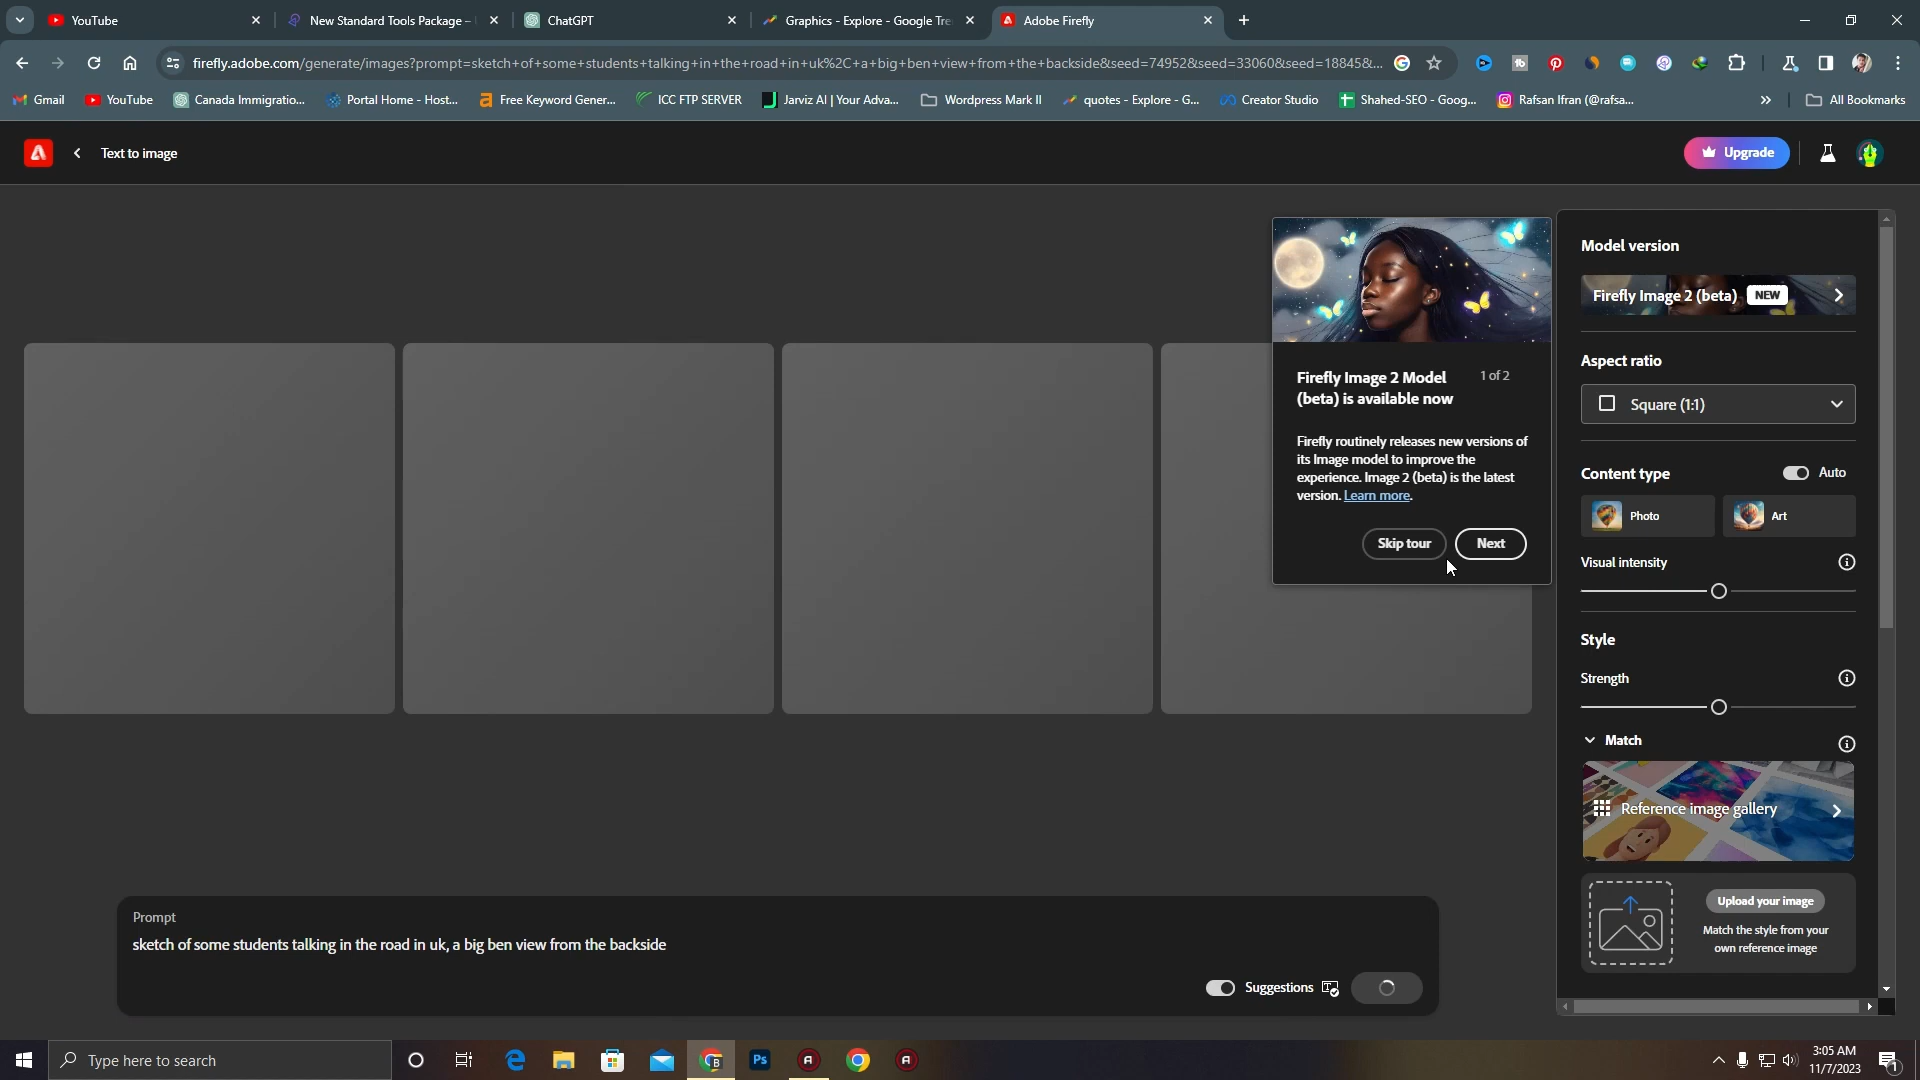 YouTube
New Standard Tools Package -
ChatGPT
Graphics - Explore - Google Tre
Adobe Firefly
firefly.adobe.com/generate/images?prompt=sketch+of+some+students+talking+in+the+road+in+uk%2C+a+big+ben+view+from+the+backside&seed=74952&seed=33060&seed=18845&...
Gmail
YouTube
Canada Immigratio...
Portal Home - Host...
Free Keyword Gener...
ICC FTP SERVER
Jarviz AI | Your Adva...
Wordpress Mark II
quotes - Explore - G...
Creator Studio
Shahed-SEO - Goog...
Rafsan Ifran (@rafsa...
»
All Bookmarks
Text to image
Upgrade
Firefly Image 2 Model
(beta) is available now
1 of 2
Firefly routinely releases new versions of
its Image model to improve the
experience. Image 2 (beta) is the latest
version. Learn more.
Skip tour
Next
Model version
Firefly Image 2 (beta) NEW
Aspect ratio
Square (1:1)
Content type
Auto
Photo
Art
Visual intensity
Style
Strength
Match
Reference image gallery
Upload your image
Match the style from your
own reference image
Prompt
sketch of some students talking in the road in uk, a big ben view from the backside
Suggestions
Type here to search
B
Ps
3:05 AM
11/7/2023
1